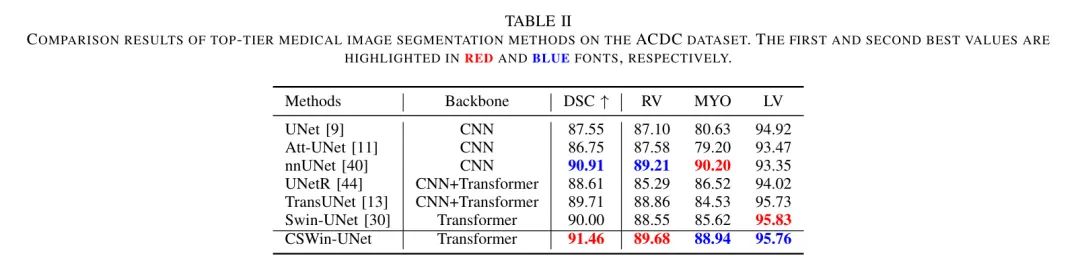 TABLE II
COMPARISON RESULTS OF TOP-TIER MEDICAL IMAGE SEGMENTATION METHODS ON THE ACDC DATASET. THE FIRST AND SECOND BEST VALUES ARE
HIGHLIGHTED IN RED AND BLUE FONTS, RESPECTIVELY.
Methods Backbone DSC ↑ RV MYO LV
UNet [9] CNN 87.55 87.10 80.63 94.92
Att-UNet [11] CNN 86.75 87.58 79.20 93.47
nnUNet [40] CNN 90.91 89.21 90.20 93.35
UNetR [44] CNN+Transformer 88.61 85.29 86.52 94.02
TransUNet [13] CNN+Transformer 89.71 88.86 84.53 95.73
Swin-UNet [30] Transformer 90.00 88.55 85.62 95.83
CSWin-UNet Transformer 91.46 89.68 88.94 95.76